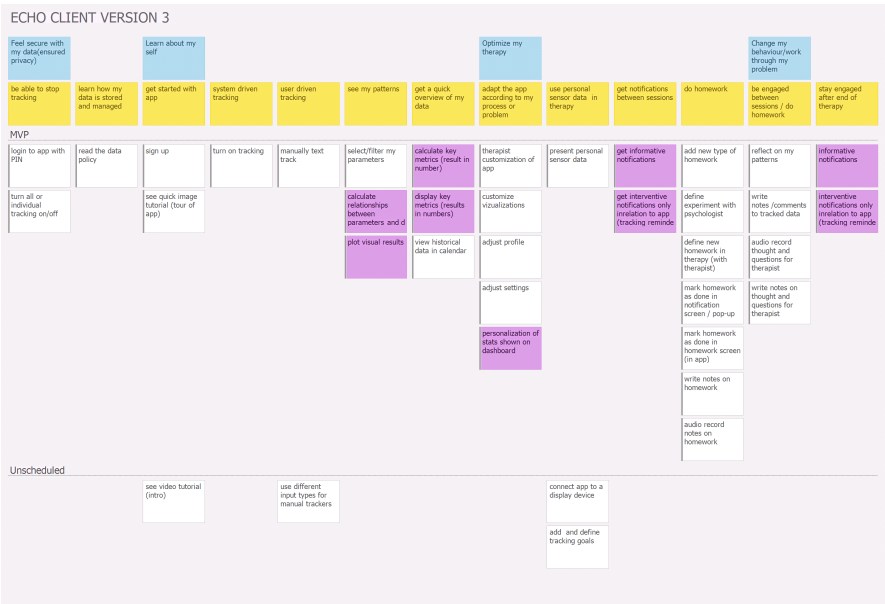 ECHO CLIENT VERSION 3
Feel secure with
my data(ensured
privacy)
Learn about my
self
Optimize my
therapy
Change my
behaviour/work
through my
problem
be able to stop
tracking
learn how my
data is stored
and managed
get started with
app
system driven
tracking
user driven
tracking
see my patterns
get a quick
overview of my
data
adapt the app
according to my
process or
problem
use personal
sensor data in
therapy
get notifications
between sessions
do homework
be engaged
between
sessions / do
homework
stay engaged
after end of
therapy
MVP
login to app with
PIN
read the data
policy
sign up
turn on tracking
manually text
track
select/filter my
parameters
calculate key
metrics (result in
number)
therapist
customization of
app
present personal
sensor data
get informative
notifications
add new type of
homework
reflect on my
patterns
informative
notifications
turn all or
individual
tracking on/off
see quick image
tutorial (tour of
app)
calculate
relationships
between
parameters and d
display key
metrics (results
in numbers)
customize
vizualizations
get interventive
notifications only
inrelation to app
(tracking reminde
define
experiment with
psychologist
write
notes /comments
to tracked data
interventive
notifications only
inrelation to app
(tracking reminde
plot visual results
view historical
data in calendar
adjust profile
define new
homework in
therapy (with
therapist)
audio record
thought and
questions for
therapist
adjust settings
mark homework
as done in
notification
screen / pop-up
write notes on
thought and
questions for
therapist
personalization of
stats shown on
dashboard
mark homework
as done in
homework screen
(in app)
write notes on
homework
audio record
notes on
homework
Unscheduled
see video tutorial
(intro)
use different
input types for
manual trackers
connect app to a
display device
add and define
tracking goals